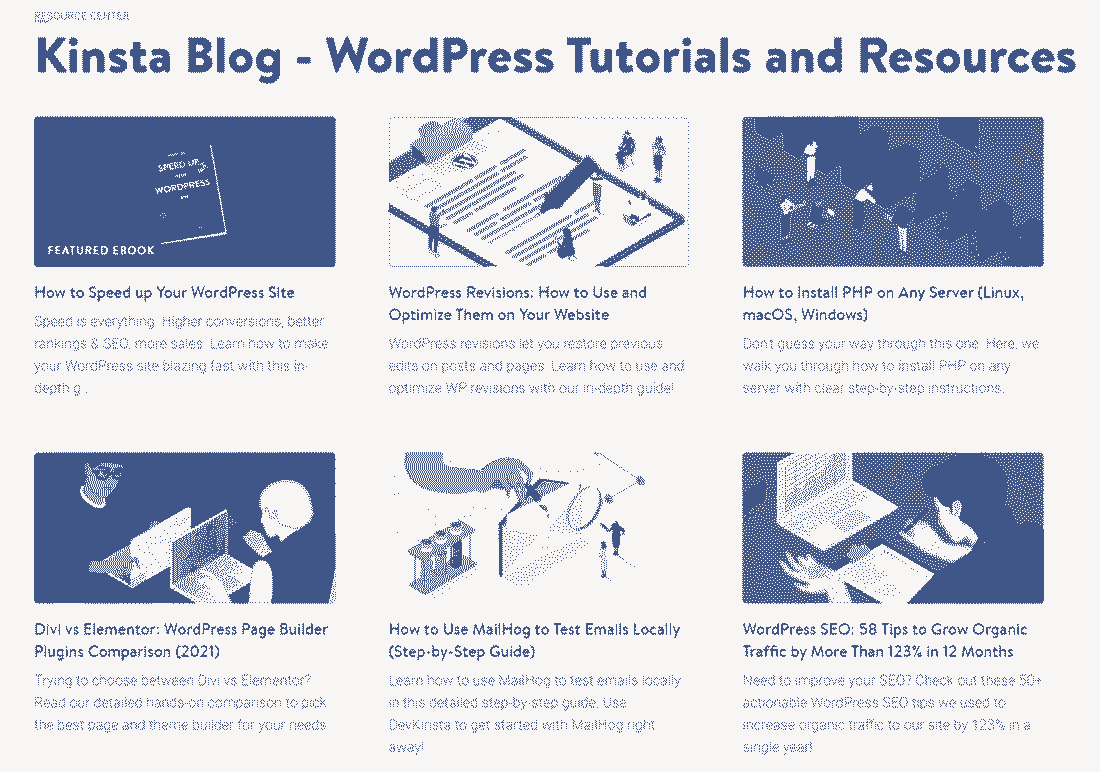 RESOURCE CENTER
Kinsta Blog - WordPress Tutorials and Resources
SPEED UP
WORDPRESS
FEATURED EBOOK
How to Speed up Your WordPress Site
Speed is everything. Higher conversions, better
rankings & SEO, more sales. Learn how to make
your WordPress site blazing fast with this in-
depth g...
WordPress Revisions: How to Use and
Optimize Them on Your Website
WordPress revisions let you restore previous
edits on posts and pages. Learn how to use and
optimize WP revisions with our in-depth guide!
How to Install PHP on Any Server (Linux,
macOS, Windows)
Don't guess your way through this one. Here, we
walk you through how to install PHP on any
server with clear step-by-step instructions.
Divi vs Elementor: WordPress Page Builder
Plugins Comparison (2021)
Trying to choose between Divi vs Elementor?
Read our detailed hands-on comparison to pick
the best page and theme builder for your needs.
How to Use MailHog to Test Emails Locally
(Step-by-Step Guide)
Learn how to use MailHog to test emails locally
in this detailed step-by-step guide. Use
DevKinsta to get started with MailHog right
away!
WordPress SEO: 58 Tips to Grow Organic
Traffic by More Than 123% in 12 Months
Need to improve your SEO? Check out these 50+
actionable WordPress SEO tips we used to
increase organic traffic to our site by 123% in a
single year!